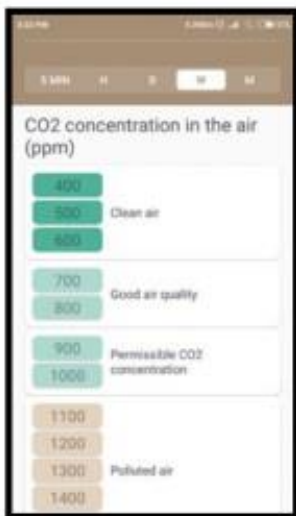 5 MIN H D W M
CO2 concentration in the air
(ppm)
400
500
600
Clean air
700
800
Good air quality
900
1000
Permissible CO2
concentration
1100
1200
1300
1400
Polluted air